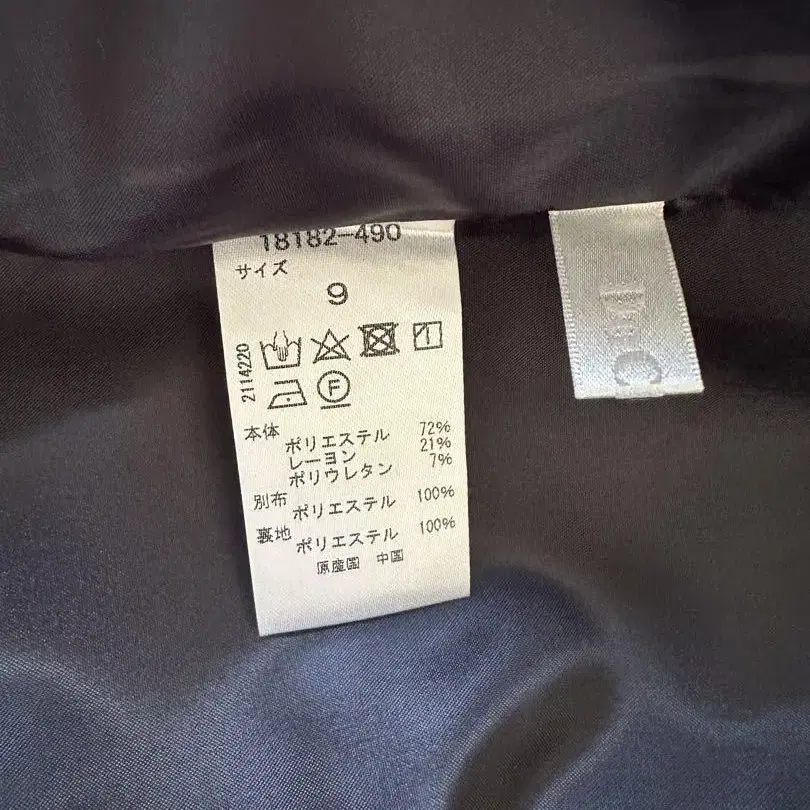 18182-490
サイズ
9
2114220
F
本体
ポリエステル 72%
レーヨン 21%
ポリウレタン 7%
別布
ポリエステル 100%
裏地
ポリエステル 100%
原産国 中国